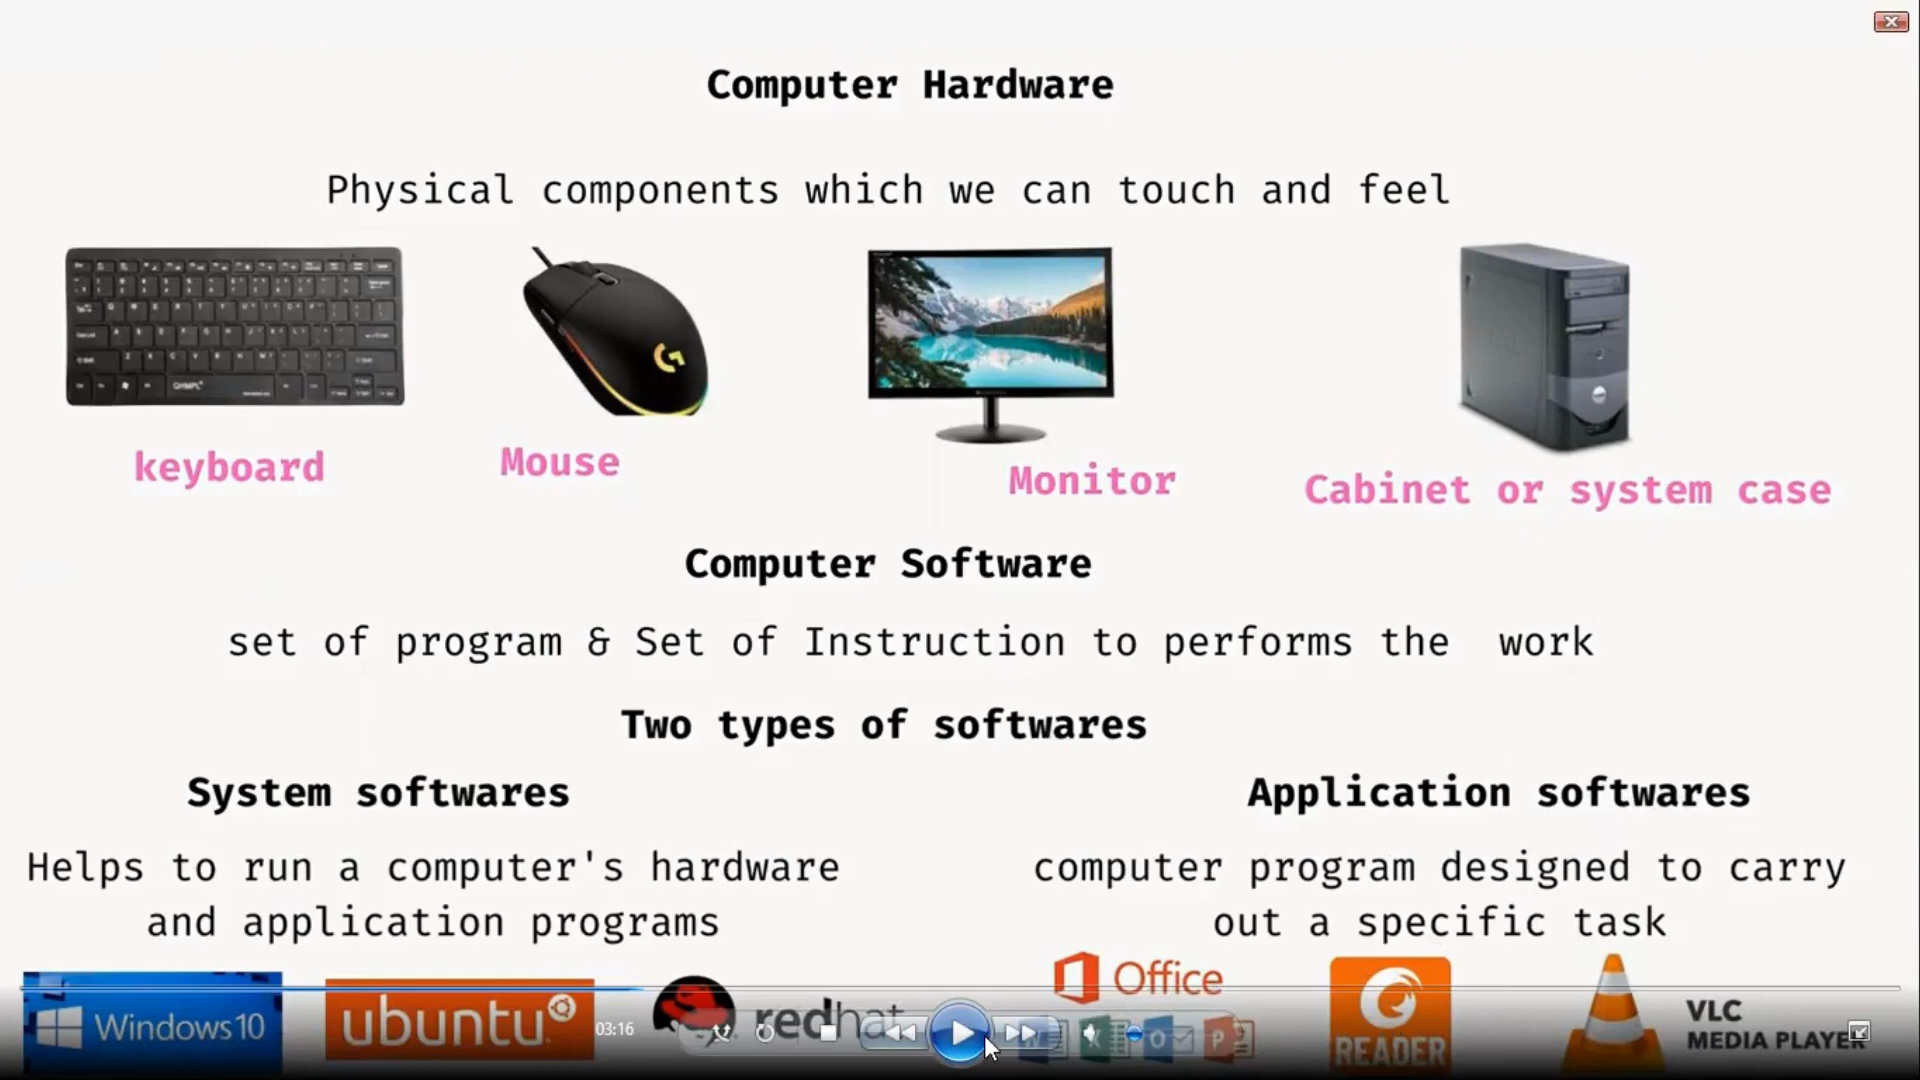 Computer Hardware
Physical components which we can touch and feel
keyboard
Mouse
Monitor
Cabinet or system case
Computer Software
set of program & Set of Instruction to performs the work
Two types of softwares
System softwares
Application softwares
Helps to run a computer's hardware
and application programs
computer program designed to carry
out a specific task
Windows 10
ubuntu
03:16
redhat
Office
READER
VLC
MEDIA PLAYER